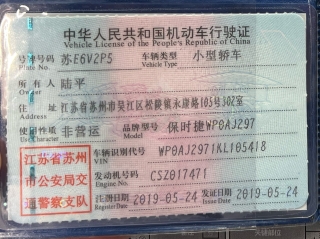 中华人民共和国机动车行驶证
Vehicle License of the People's Republic of China
号牌号码 苏E6V2P5 车辆类型 小型轿车
Plate No. Vehicle Type
所有人 陆平
Owner
住址 江苏省苏州市吴江区松陵镇永康路105号302室
Address
使用性质 非营运 品牌型号 保时捷WP0AJ297
Use Character Model
江苏省苏州 车辆识别代号 WP0AJ2971KL105418
VIN
市公安局交 发动机号码 CSZ017471
Engine No.
通警察支队 注册日期 2019-05-24 发证日期 2019-05-24
Register Date Issue Date